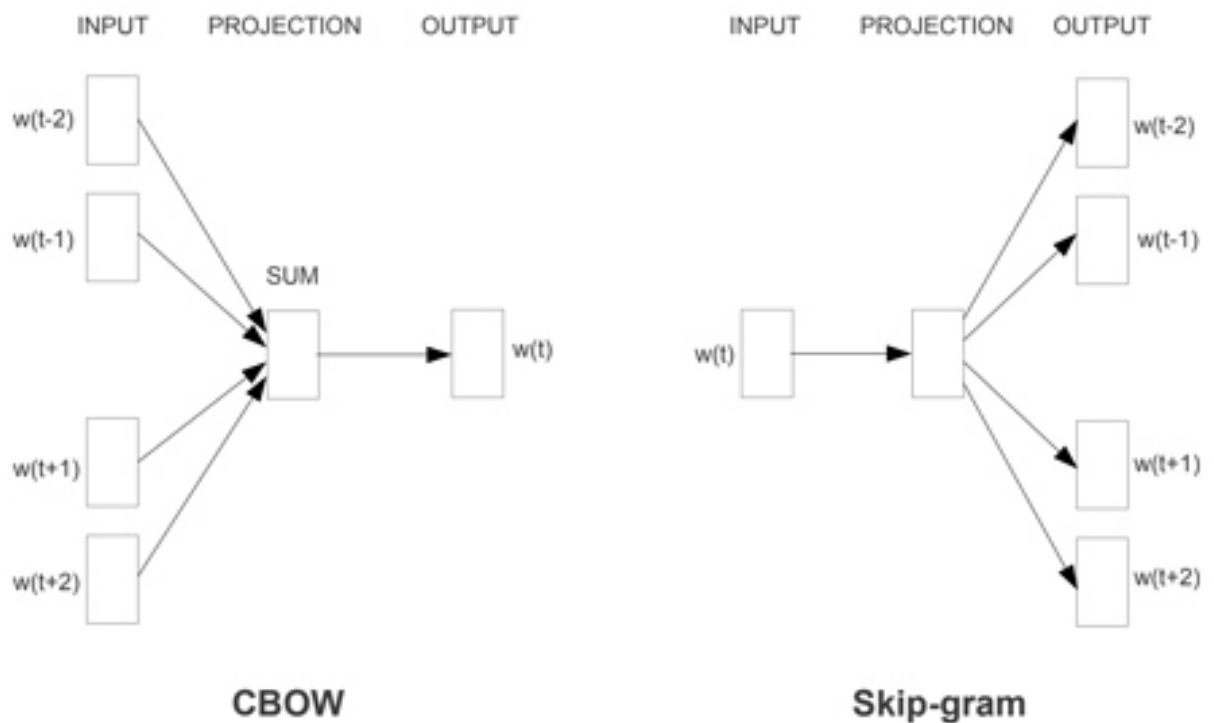 INPUT PROJECTION OUTPUT
w(t-2)
w(t-1)
SUM
w(t)
w(t+1)
w(t+2)
CBOW
INPUT PROJECTION OUTPUT
w(t-2)
w(t-1)
w(t)
w(t+1)
w(t+2)
Skip-gram